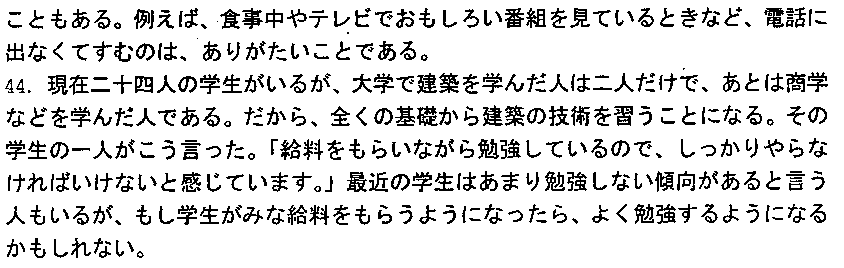 こともある。例えば、食事中やテレビでおもしろい番組を見ているときなど、電話に
出なくてすむのは、ありがたいことである。
44. 現在二十四人の学生がいるが、大学で建築を学んだ人は二人だけで、あとは商学
などを学んだ人である。だから、全くの基礎から建築の技術を習うことになる。その
学生の一人がこう言った。「給料をもらいながら勉強しているので、しっかりやらな
ければいけないと感じています。」最近の学生はあまり勉強しない傾向があると言う
人もいるが、もし学生がみな給料をもらうようになったら、よく勉強するようになる
かもしれない。